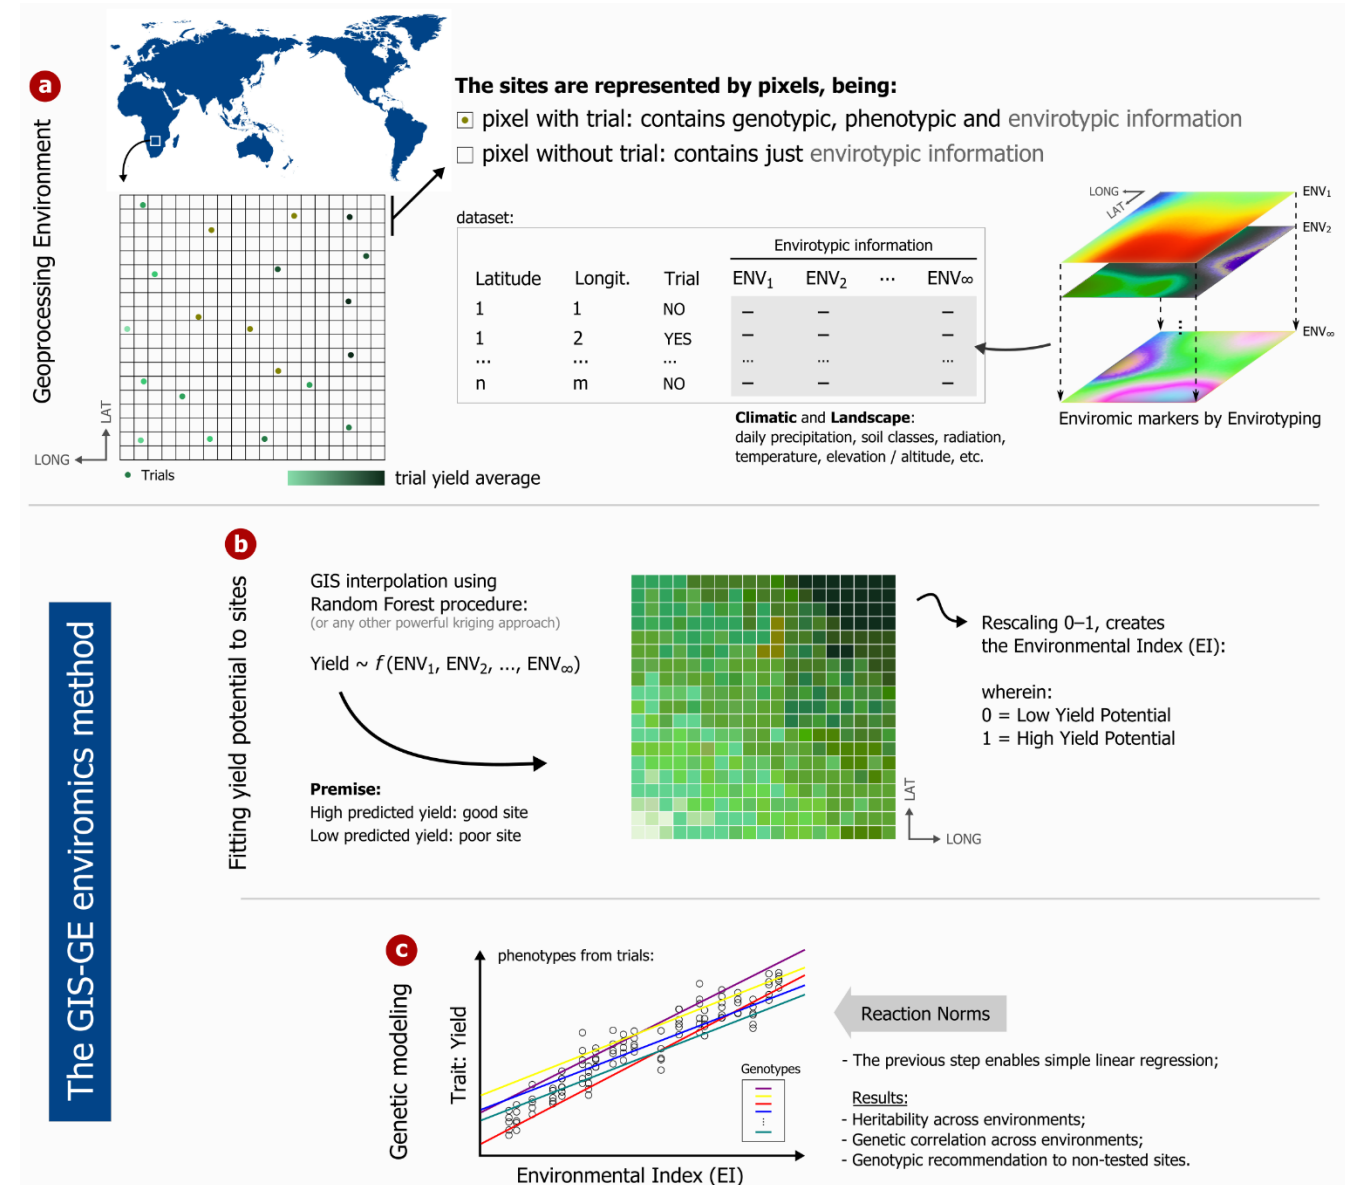 The GIS-GE enviromics method
a
Geoprocessing Environment
The sites are represented by pixels, being:
pixel with trial: contains genotypic, phenotypic and envirotypic information
pixel without trial: contains just envirotypic information
dataset:
Envirotypic information
Latitude Longit. Trial ENV1 ENV2 ... ENV∞
1 1 NO – – –
1 2 YES – – –
... ... ... ... ... ...
n m NO – – –
Climatic and Landscape:
daily precipitation, soil classes, radiation,
temperature, elevation / altitude, etc.
LONG
LAT
ENV1
ENV2
⋮
ENV∞
Enviromic markers by Envirotyping
LAT
LONG
Trials
trial yield average
b
Fitting yield potential to sites
GIS interpolation using
Random Forest procedure:
(or any other powerful kriging approach)
Yield ~ f (ENV1, ENV2, ..., ENV∞)
Premise:
High predicted yield: good site
Low predicted yield: poor site
LAT
LONG
Rescaling 0–1, creates
the Environmental Index (EI):
wherein:
0 = Low Yield Potential
1 = High Yield Potential
c
Genetic modeling
phenotypes from trials:
Trait: Yield
Genotypes
⋮
Environmental Index (EI)
Reaction Norms
- The previous step enables simple linear regression;
Results:
- Heritability across environments;
- Genetic correlation across environments;
- Genotypic recommendation to non-tested sites.